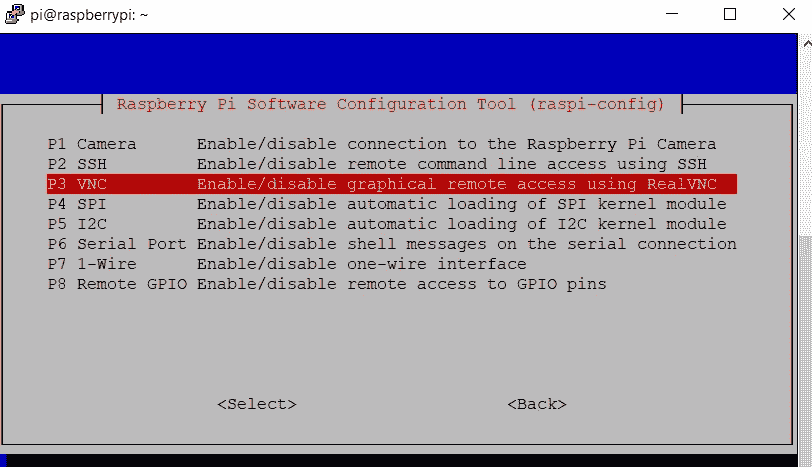 pi@raspberrypi: ~
Raspberry Pi Software Configuration Tool (raspi-config)
P1 Camera Enable/disable connection to the Raspberry Pi Camera
P2 SSH Enable/disable remote command line access using SSH
P3 VNC Enable/disable graphical remote access using RealVNC
P4 SPI Enable/disable automatic loading of SPI kernel module
P5 I2C Enable/disable automatic loading of I2C kernel module
P6 Serial Port Enable/disable shell messages on the serial connection
P7 1-Wire Enable/disable one-wire interface
P8 Remote GPIO Enable/disable remote access to GPIO pins
<Select> <Back>